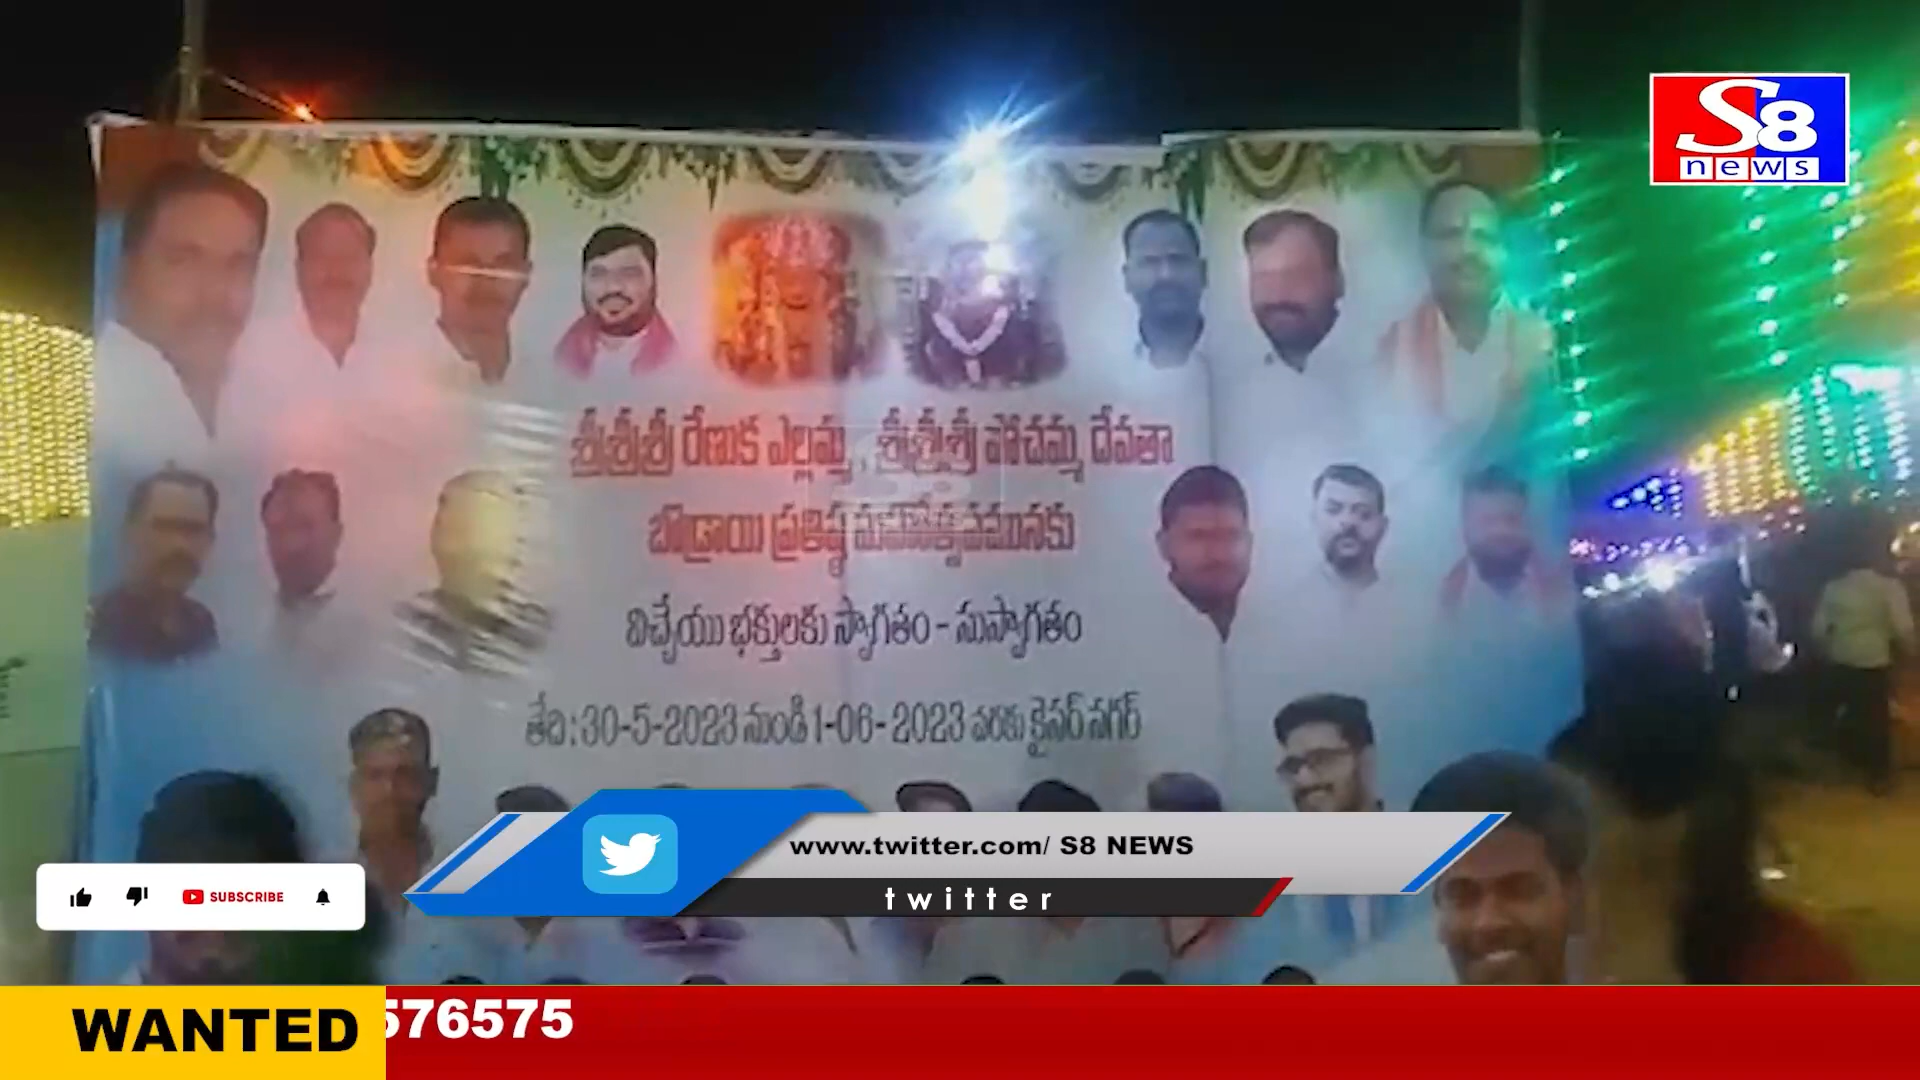 S8
news
శ్రీశ్రీశ్రీ రేణుక ఎల్లమ్మ , శ్రీశ్రీశ్రీ పోచమ్మ దేవతా
బొడ్రాయి ప్రతిష్ఠ మహోత్సవమునకు
విచ్చేయు భక్తులకు స్వాగతం - సుస్వాగతం
తేది : 30-5-2023 నుండి 1-06-2023 వరకు కైసర్ నగర్
www.twitter.com/ S8 NEWS
twitter
SUBSCRIBE
WANTED 576575